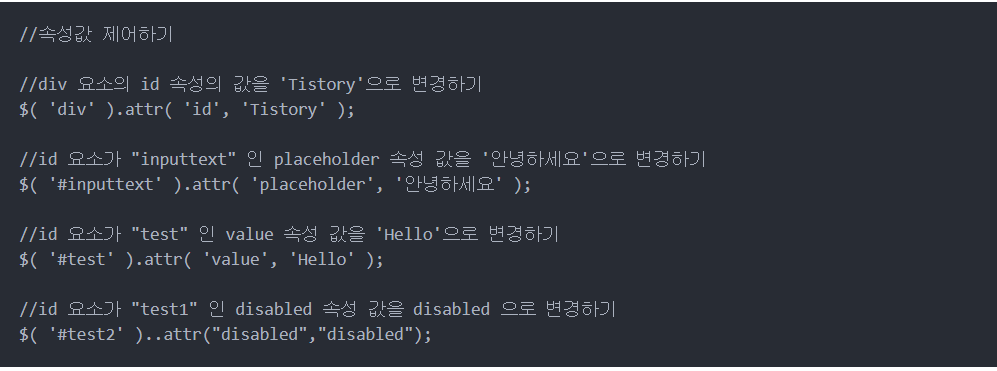 //속성값 제어하기
//div 요소의 id 속성의 값을 'Tistory'으로 변경하기
$( 'div' ).attr( 'id', 'Tistory' );
//id 요소가 "inputtext" 인 placeholder 속성 값을 '안녕하세요'으로 변경하기
$( '#inputtext' ).attr( 'placeholder', '안녕하세요' );
//id 요소가 "test" 인 value 속성 값을 'Hello'으로 변경하기
$( '#test' ).attr( 'value', 'Hello' );
//id 요소가 "test1" 인 disabled 속성 값을 disabled 으로 변경하기
$( '#test2' )..attr("disabled","disabled");